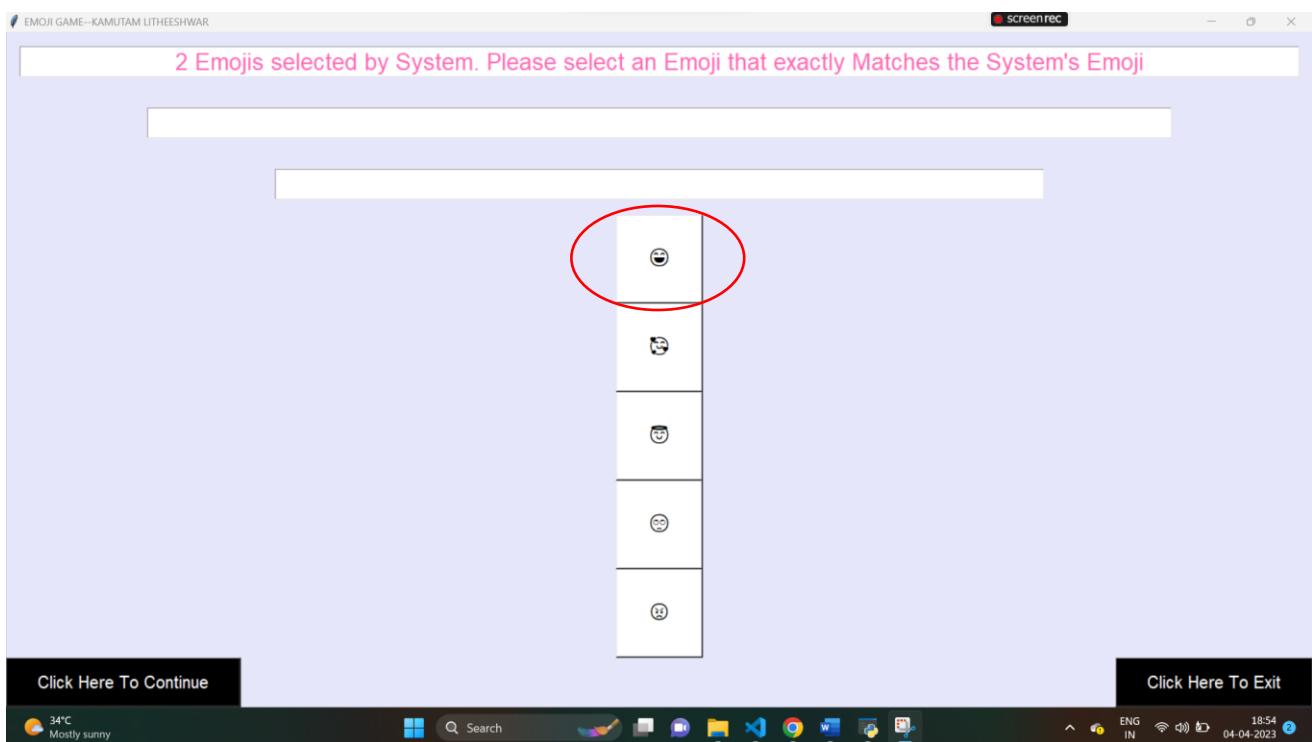 EMOJI GAME--KAMUTAM LITHEESHWAR
screenrec
2 Emojis selected by System. Please select an Emoji that exactly Matches the System's Emoji
Click Here To Continue
Click Here To Exit
34°C
Mostly sunny
Search
ENG
IN
18:54
04-04-2023
2